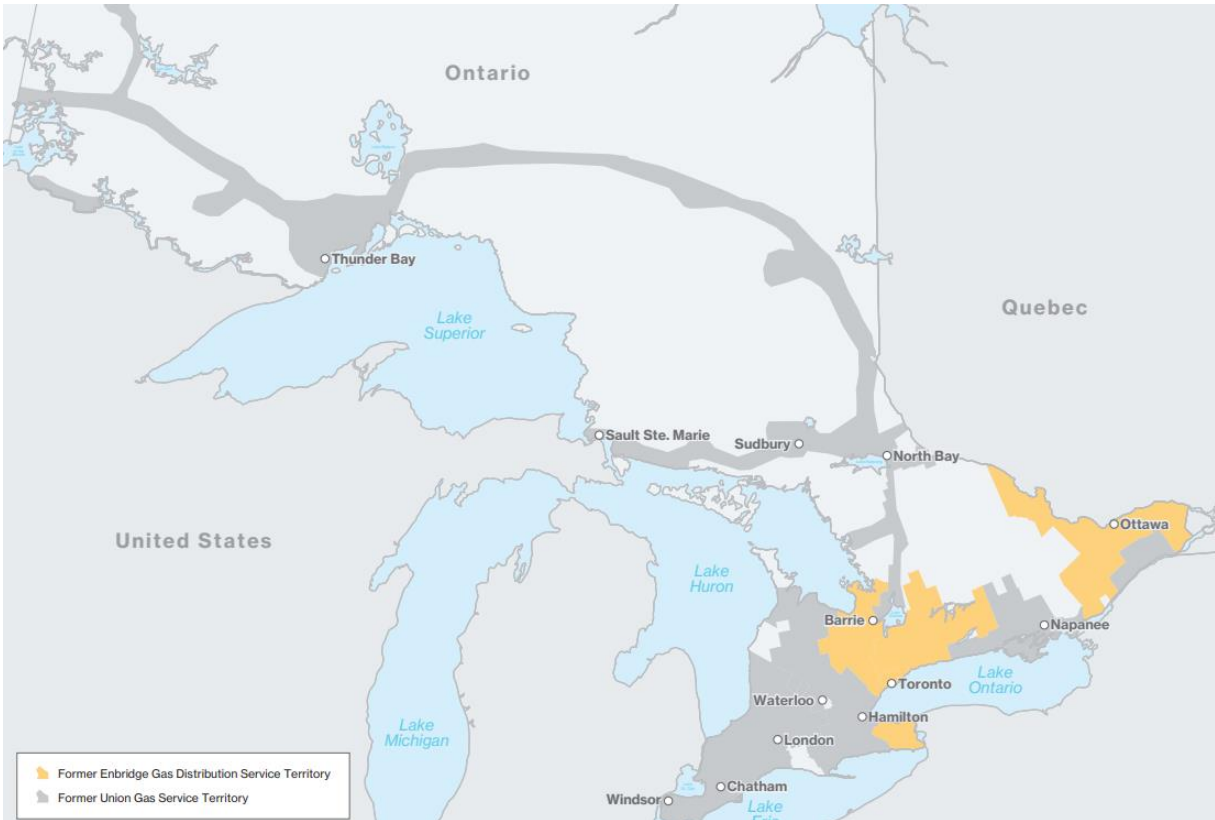 Ontario
Thunder Bay
Lake
Superior
Quebec
Sault Ste. Marie
Sudbury
North Bay
United States
Ottawa
Lake
Huron
Barrie
Napanee
Toronto
Lake
Ontario
Waterloo
Hamilton
Lake
Michigan
London
Chatham
Windsor
Lake
Former Enbridge Gas Distribution Service Territory
Former Union Gas Service Territory